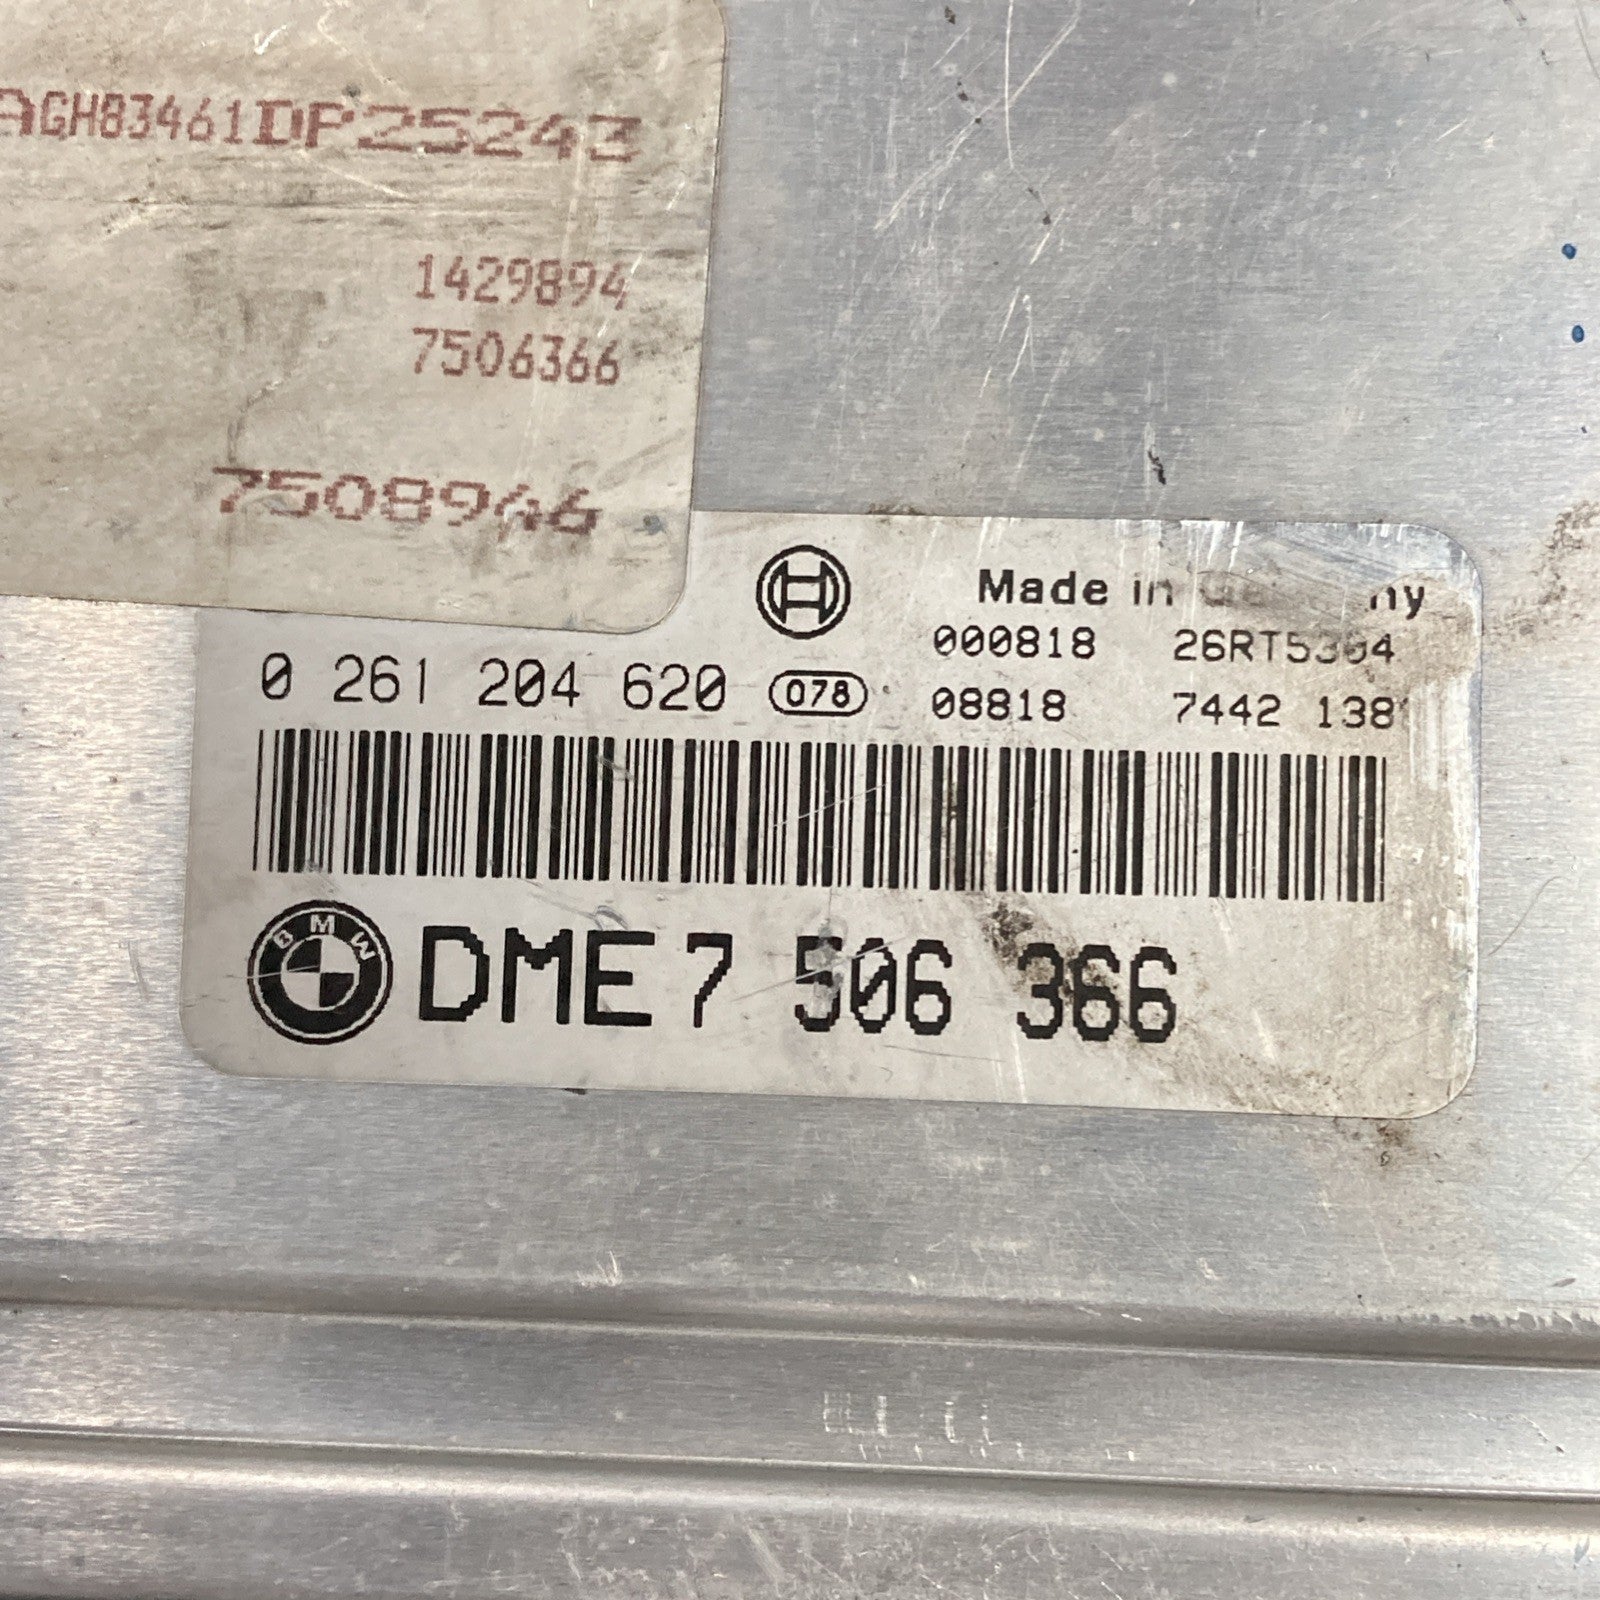 AGH83461DP25243
1429894
7506366
7508946
Made in
000818 26RT5304
0 261 204 620 078 08818 7442 138
BMW DME 7 506 366